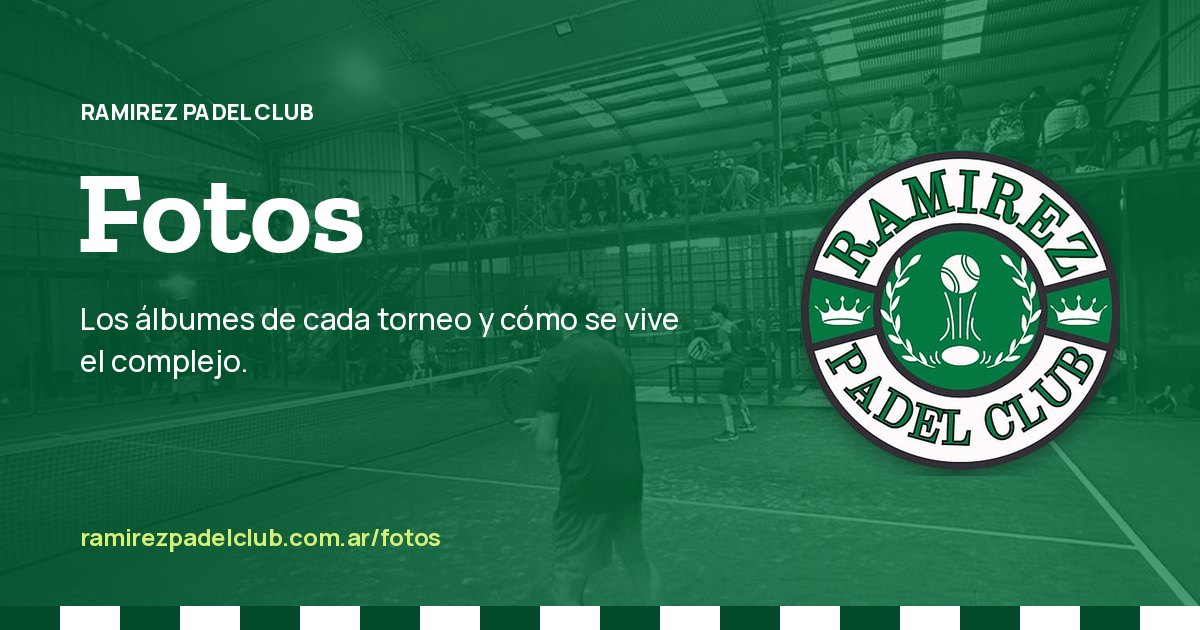 RAMIREZ PADEL CLUB
Fotos
Los álbumes de cada torneo y cómo se vive
el complejo.
RAMIREZ
PADEL CLUB
ramirezpadelclub.com.ar/fotos